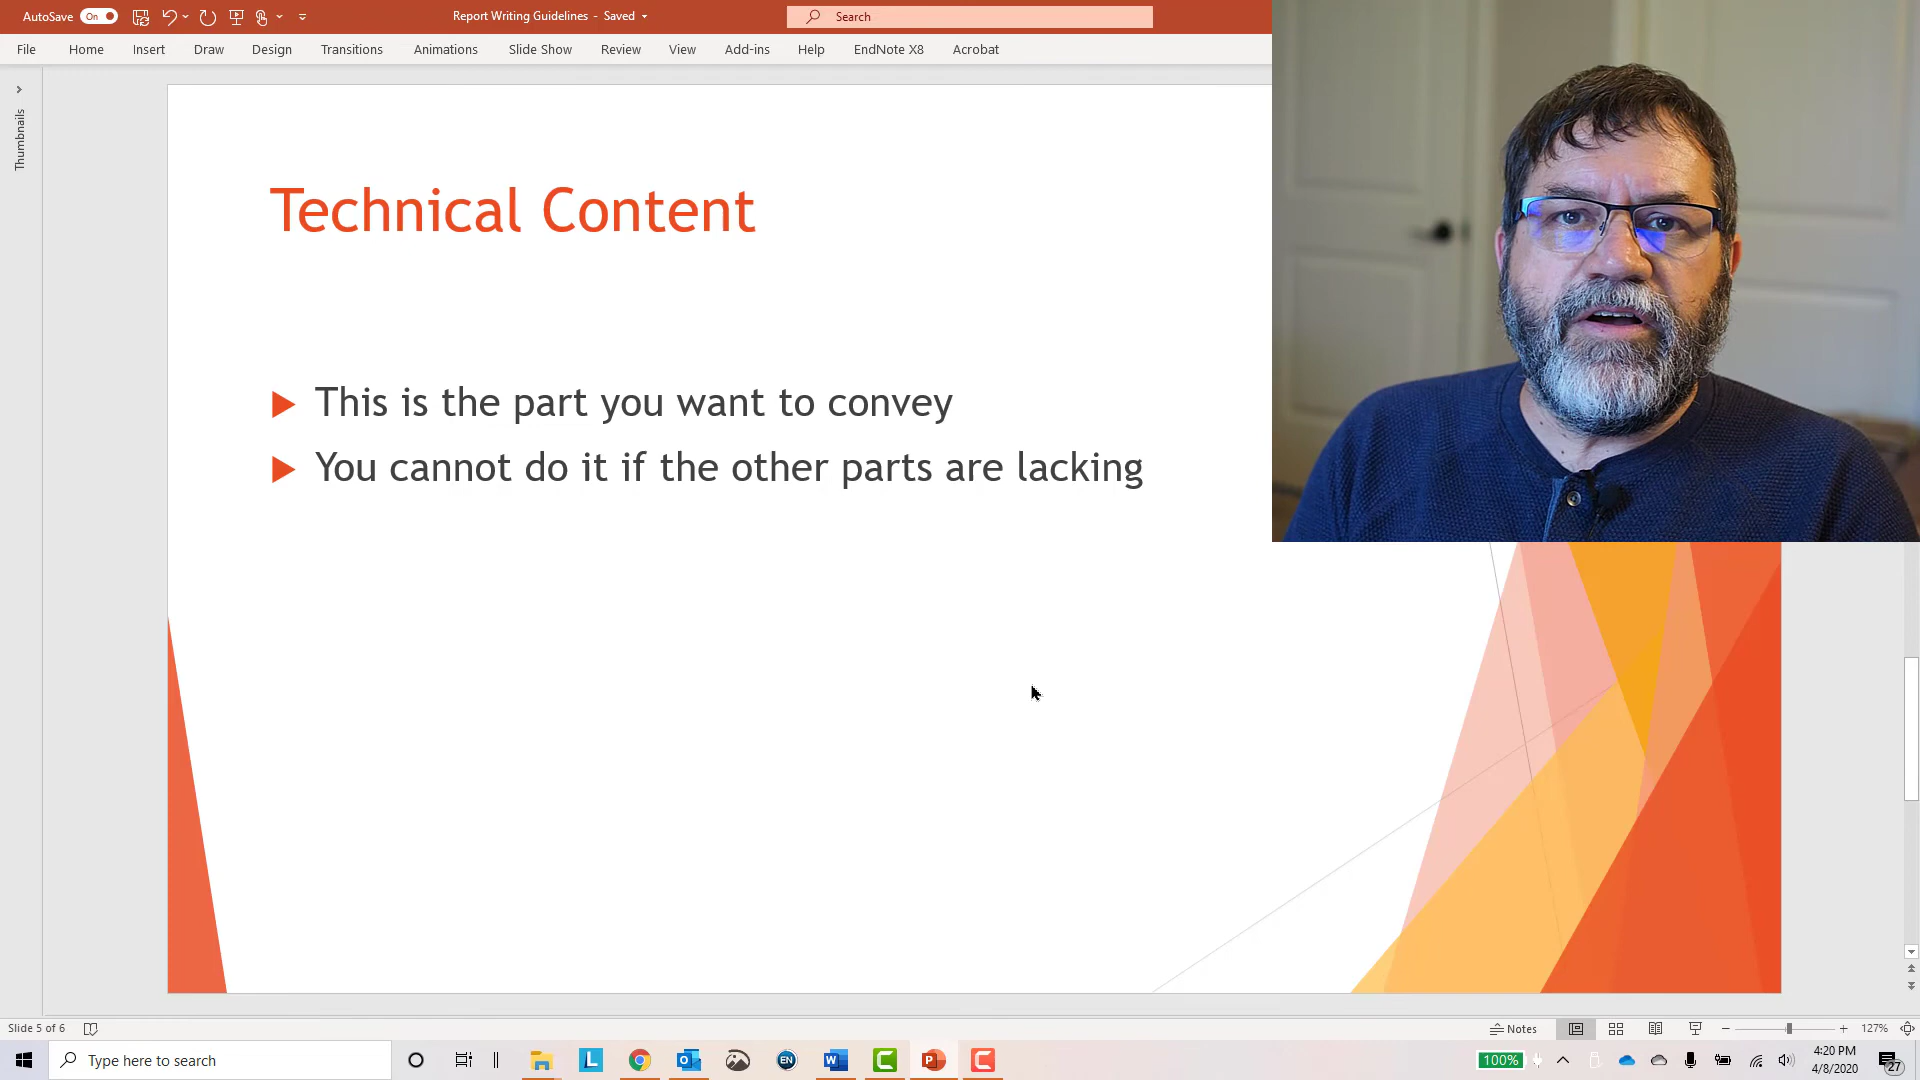 AutoSave On
Report Writing Guidelines - Saved
Search
File Home Insert Draw Design Transitions Animations Slide Show Review View Add-ins Help EndNote X8 Acrobat
Thumbnails
Technical Content
This is the part you want to convey
You cannot do it if the other parts are lacking
Slide 5 of 6
Notes
127%
Type here to search
L
O
EN
W
C
P
C
100%
4:20 PM
4/8/2020
27